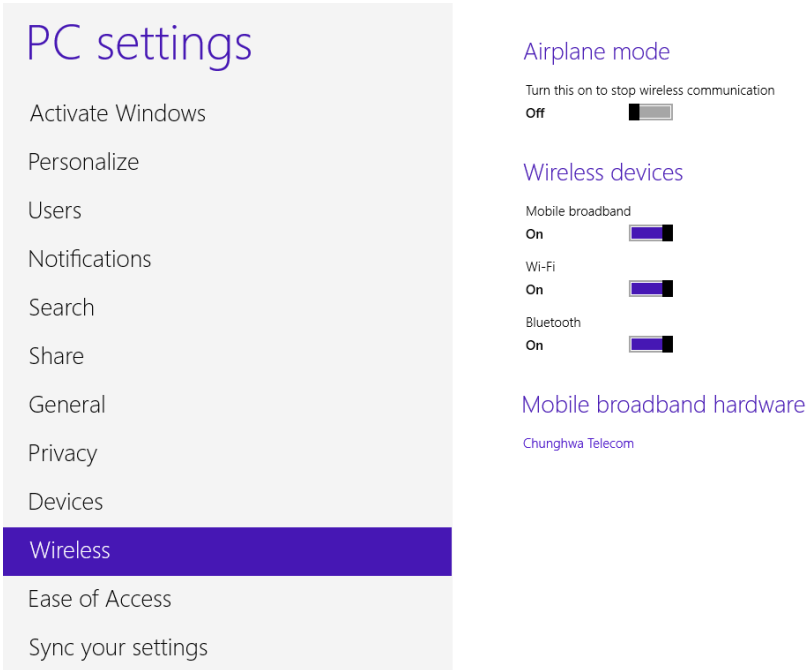 PC settings
Activate Windows
Personalize
Users
Notifications
Search
Share
General
Privacy
Devices
Wireless
Ease of Access
Sync your settings
Airplane mode
Turn this on to stop wireless communication
Off
Wireless devices
Mobile broadband
On
Wi-Fi
On
Bluetooth
On
Mobile broadband hardware
Chunghwa Telecom